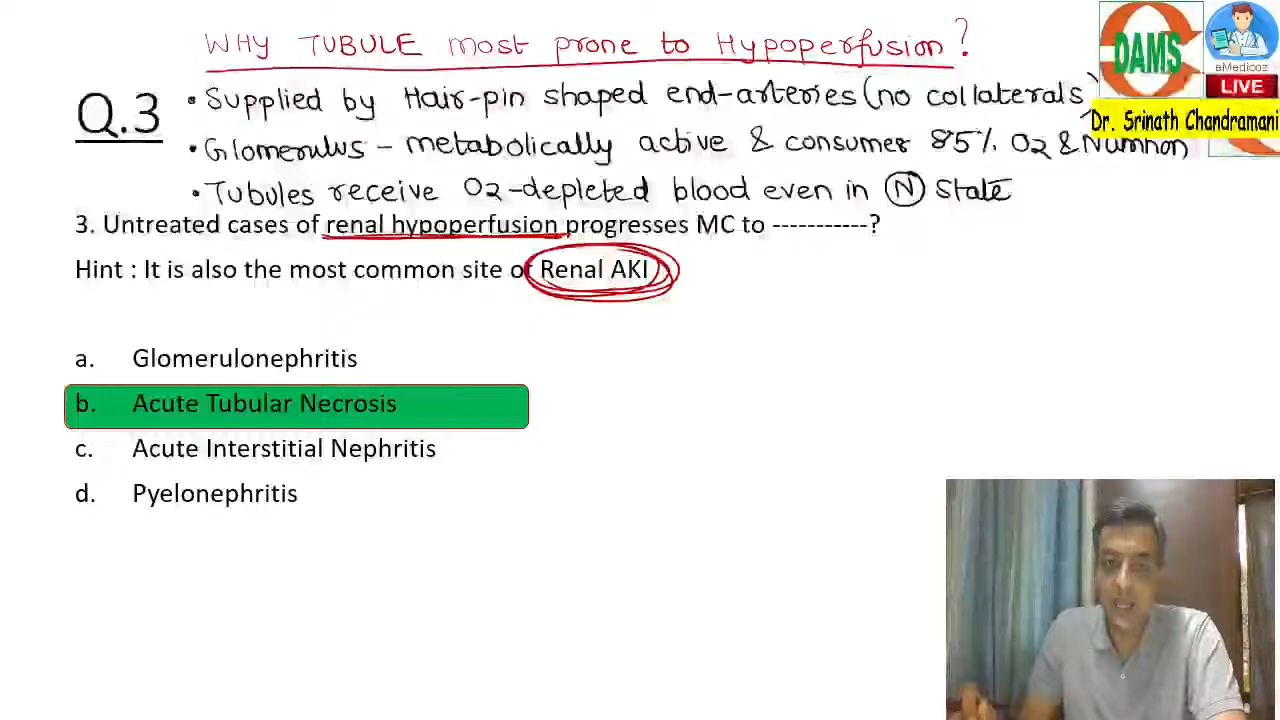 WHY TUBULE most prone to Hypoperfusion?
DAMS
eMedicoz
LIVE
Dr. Srinath Chandramani
Q.3
• Supplied by Hair-pin shaped end-arteries (no collaterals)
• Glomerulus – metabolically active & consumer 85% O2 & Nutrition
• Tubules receive O2-depleted blood even in N state
3. Untreated cases of renal hypoperfusion progresses MC to -----------?
Hint : It is also the most common site of Renal AKI
a. Glomerulonephritis
b. Acute Tubular Necrosis
c. Acute Interstitial Nephritis
d. Pyelonephritis